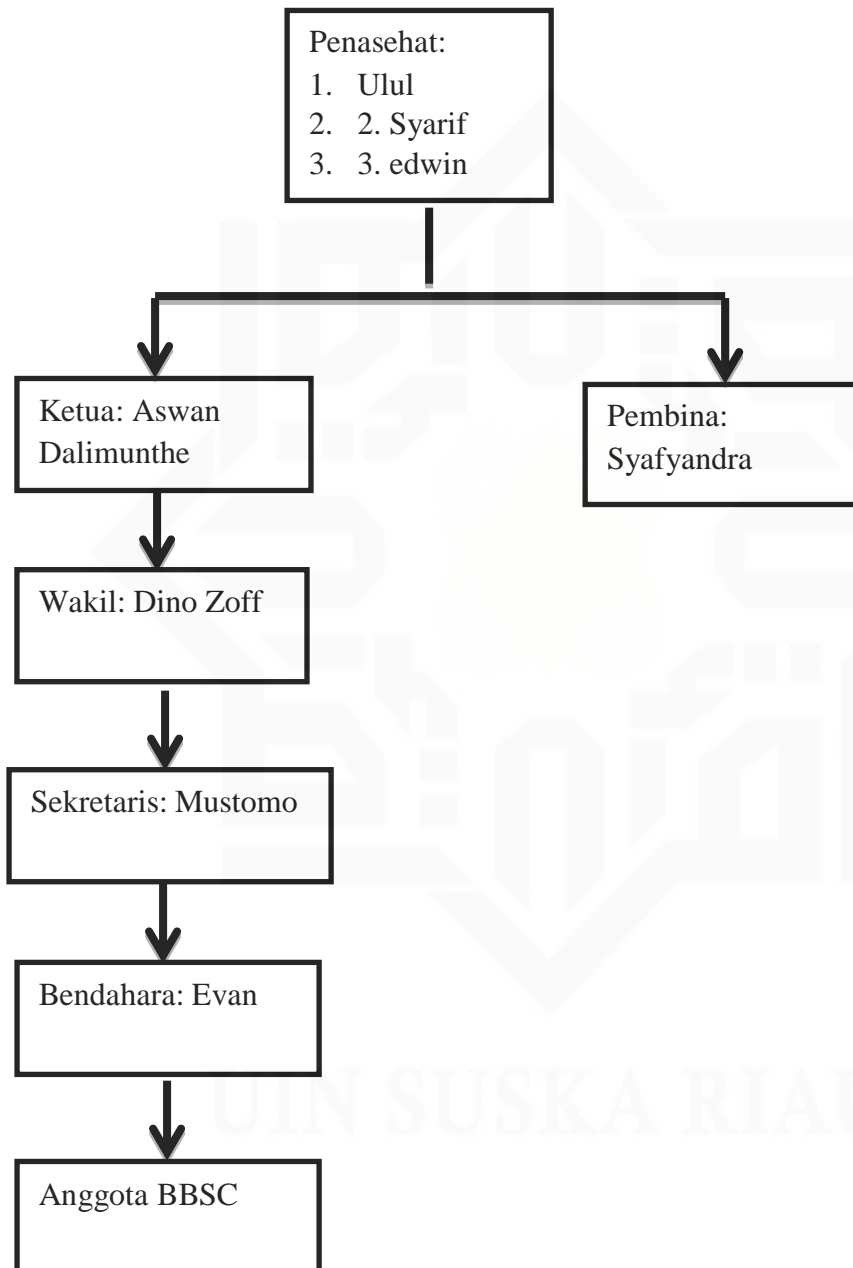 Penasehat:
1. Ulul
2. 2. Syarif
3. 3. edwin
Ketua: Aswan
Dalimunthe
Pembina:
Syafyandra
Wakil: Dino Zoff
Sekretaris: Mustomo
Bendahara: Evan
UIN SUSKA RIAU
Anggota BBSC